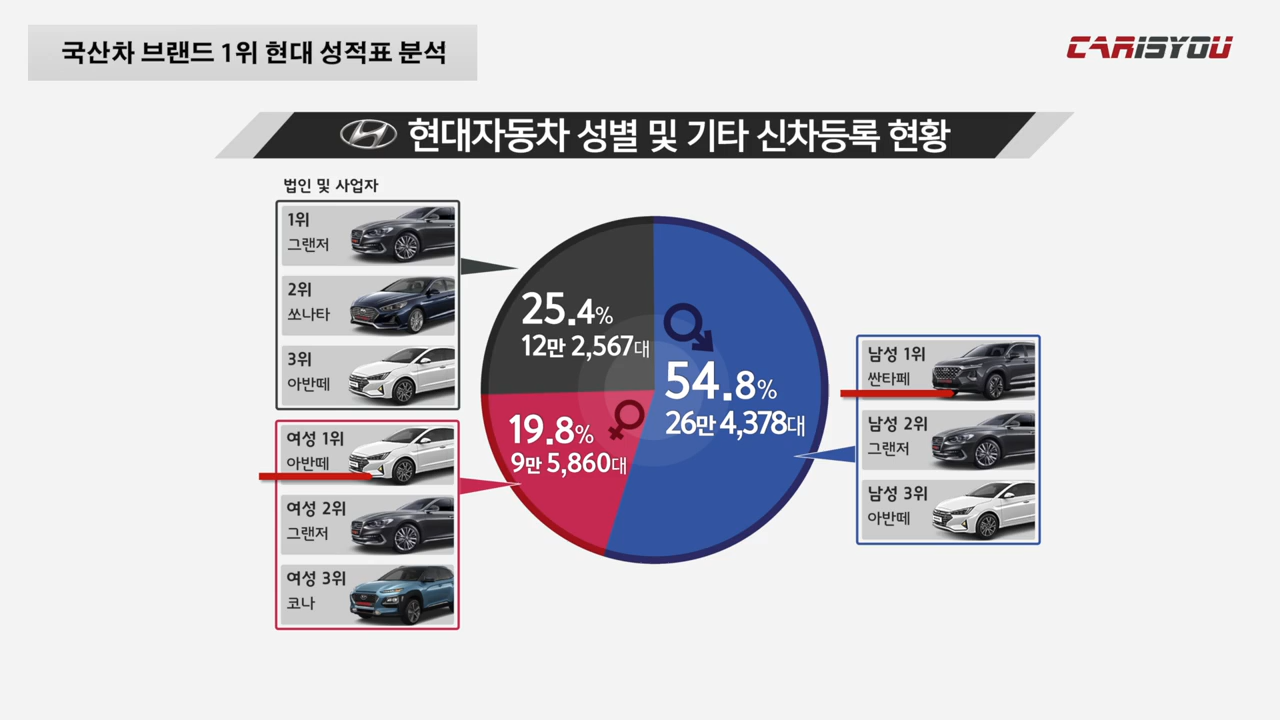 국산차 브랜드 1위 현대 성적표 분석
CARISYOU
현대자동차 성별 및 기타 신차등록 현황
법인 및 사업자
1위
그랜저
2위
쏘나타
3위
아반떼
여성 1위
아반떼
여성 2위
그랜저
여성 3위
코나
25.4%
12만 2,567대
19.8%
9만 5,860대
54.8%
26만 4,378대
남성 1위
싼타페
남성 2위
그랜저
남성 3위
아반떼